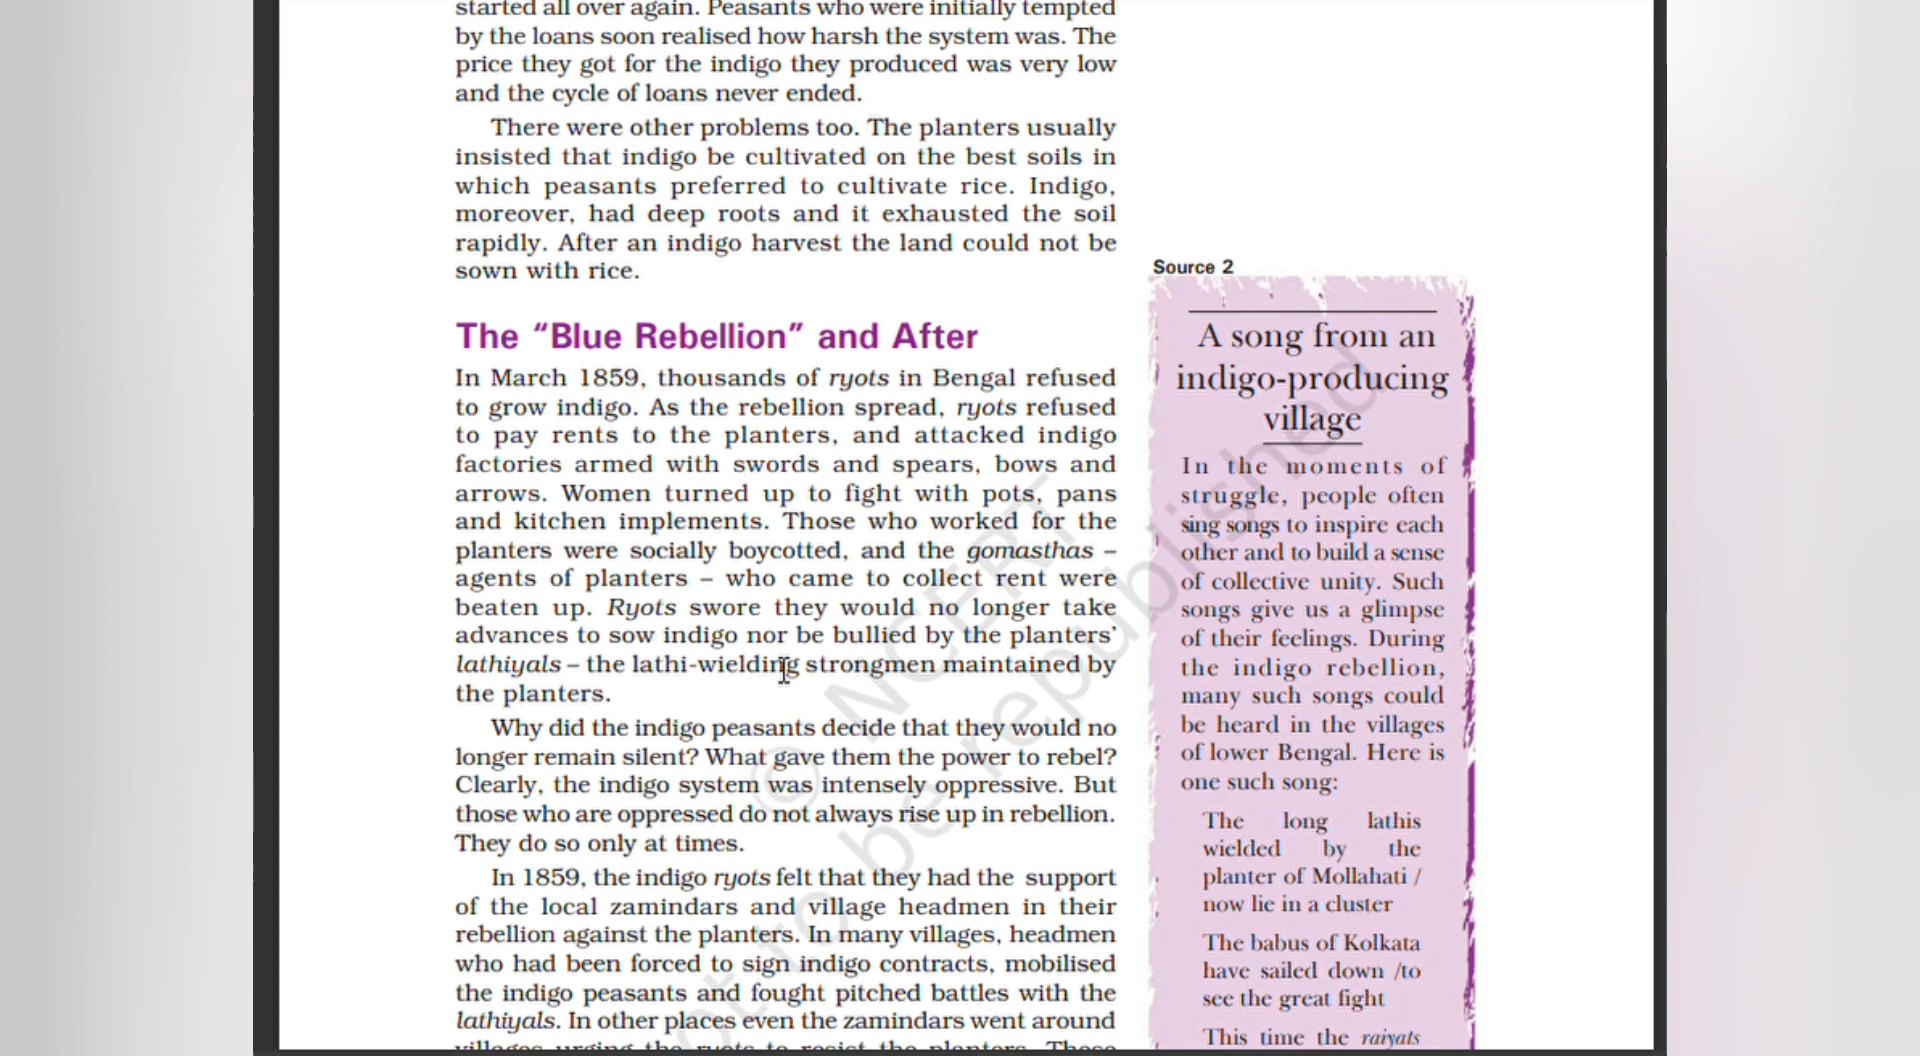 started all over again. Peasants who were initially tempted
by the loans soon realised how harsh the system was. The
price they got for the indigo they produced was very low
and the cycle of loans never ended.
There were other problems too. The planters usually
insisted that indigo be cultivated on the best soils in
which peasants preferred to cultivate rice. Indigo,
moreover, had deep roots and it exhausted the soil
rapidly. After an indigo harvest the land could not be
sown with rice.
The “Blue Rebellion” and After
In March 1859, thousands of ryots in Bengal refused
to grow indigo. As the rebellion spread, ryots refused
to pay rents to the planters, and attacked indigo
factories armed with swords and spears, bows and
arrows. Women turned up to fight with pots, pans
and kitchen implements. Those who worked for the
planters were socially boycotted, and the gomasthas –
agents of planters – who came to collect rent were
beaten up. Ryots swore they would no longer take
advances to sow indigo nor be bullied by the planters’
lathiyals – the lathi-wielding strongmen maintained by
the planters.
Why did the indigo peasants decide that they would no
longer remain silent? What gave them the power to rebel?
Clearly, the indigo system was intensely oppressive. But
those who are oppressed do not always rise up in rebellion.
They do so only at times.
In 1859, the indigo ryots felt that they had the support
of the local zamindars and village headmen in their
rebellion against the planters. In many villages, headmen
who had been forced to sign indigo contracts, mobilised
the indigo peasants and fought pitched battles with the
lathiyals. In other places even the zamindars went around
villages urging the ryots to resist the planters. These
Source 2
A song from an
indigo-producing
village
In the moments of
struggle, people often
sing songs to inspire each
other and to build a sense
of collective unity. Such
songs give us a glimpse
of their feelings. During
the indigo rebellion,
many such songs could
be heard in the villages
of lower Bengal. Here is
one such song:
The long lathis
wielded by the
planter of Mollahati /
now lie in a cluster
The babus of Kolkata
have sailed down /to
see the great fight
This time the raiyats
© NCERT
not to be republished